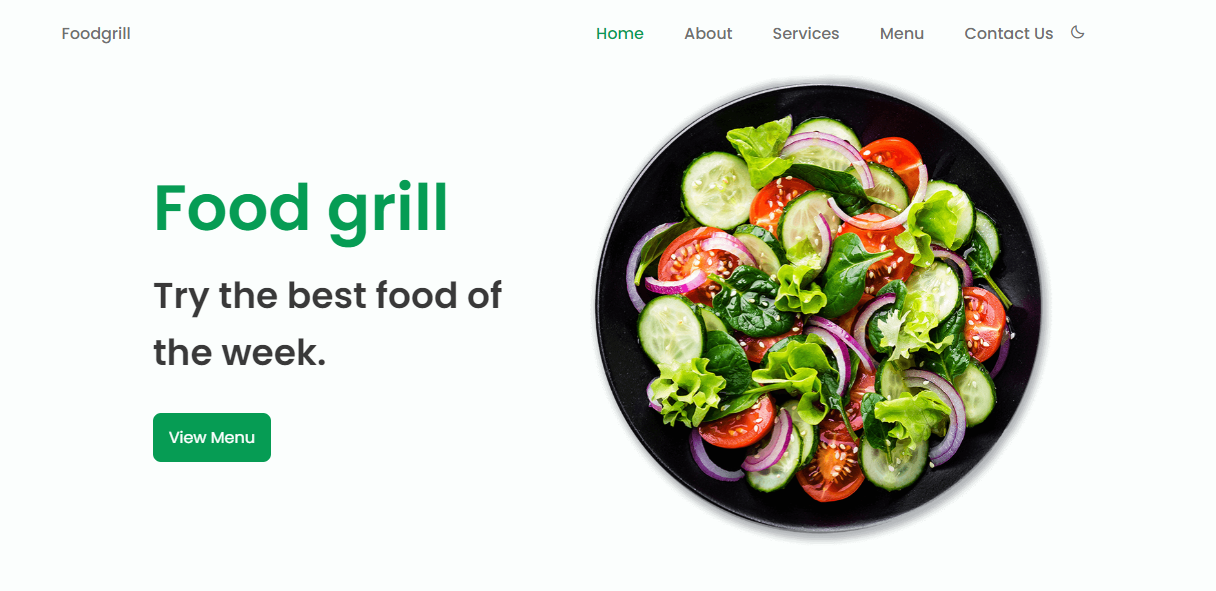 Foodgrill
Home About Services Menu Contact Us
Food grill
Try the best food of
the week.
View Menu